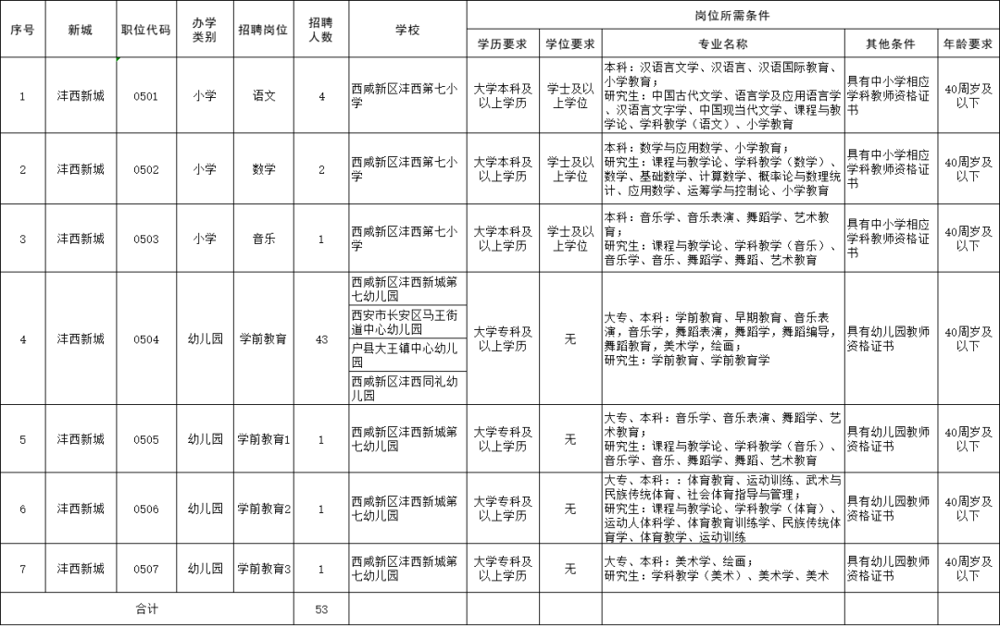 序号
新城
职位代码
办学
类别
招聘岗位
招聘
人数
学校
岗位所需条件
学历要求
学位要求
专业名称
其他条件
年龄要求
1
沣西新城
0501
小学
语文
4
西咸新区沣西第七小
学
大学本科及
以上学历
学士及以
上学位
本科：汉语言文学、汉语言、汉语国际教育、
小学教育；
研究生：中国古代文学、语言学及应用语言学
、汉语言文字学、中国现当代文学、课程与教
学论、学科教学（语文）、小学教育
具有中小学相应
学科教师资格证
书
40周岁及
以下
2
沣西新城
0502
小学
数学
2
西咸新区沣西第七小
学
大学本科及
以上学历
学士及以
上学位
本科：数学与应用数学、小学教育；
研究生：课程与教学论、学科教学（数学）、
数学、基础数学、计算数学、概率论与数理统
计、应用数学、运筹学与控制论、小学教育
具有中小学相应
学科教师资格证
书
40周岁及
以下
3
沣西新城
0503
小学
音乐
1
西咸新区沣西第七小
学
大学本科及
以上学历
学士及以
上学位
本科：音乐学、音乐表演、舞蹈学、艺术教
育；
研究生：课程与教学论、学科教学（音乐）、
音乐学、音乐、舞蹈学、舞蹈、艺术教育
具有中小学相应
学科教师资格证
书
40周岁及
以下
4
沣西新城
0504
幼儿园
学前教育
43
西咸新区沣西新城第
七幼儿园
西安市长安区马王街
道中心幼儿园
户县大王镇中心幼儿
园
西咸新区沣西同礼幼
儿园
大学专科及
以上学历
无
大专、本科：学前教育、早期教育、音乐表
演，音乐学，舞蹈表演，舞蹈学，舞蹈编导，
舞蹈教育，美术学，绘画；
研究生：学前教育、学前教育学
具有幼儿园教师
资格证书
40周岁及
以下
5
沣西新城
0505
幼儿园
学前教育1
1
西咸新区沣西新城第
七幼儿园
大学专科及
以上学历
无
大专、本科：音乐学、音乐表演、舞蹈学、艺
术教育；
研究生：课程与教学论、学科教学（音乐）、
音乐学、音乐、舞蹈学、舞蹈、艺术教育
具有幼儿园教师
资格证书
40周岁及
以下
6
沣西新城
0506
幼儿园
学前教育2
1
西咸新区沣西新城第
七幼儿园
大学专科及
以上学历
无
大专、本科：：体育教育、运动训练、武术与
民族传统体育、社会体育指导与管理；
研究生：课程与教学论、学科教学（体育）、
运动人体科学、体育教育训练学、民族传统体
育学、体育教学、运动训练
具有幼儿园教师
资格证书
40周岁及
以下
7
沣西新城
0507
幼儿园
学前教育3
1
西咸新区沣西新城第
七幼儿园
大学专科及
以上学历
无
大专、本科：美术学、绘画；
研究生：学科教学（美术）、美术学、美术
具有幼儿园教师
资格证书
40周岁及
以下
合计
53